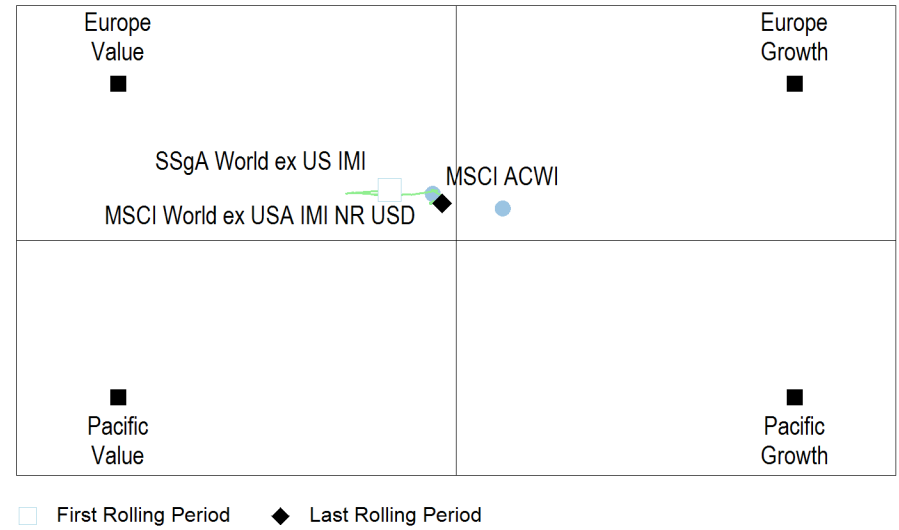 Europe
Value
Europe
Growth
SSgA World ex US IMI
MSCI ACWI
MSCI World ex USA IMI NR USD
Pacific
Value
Pacific
Growth
First Rolling Period
Last Rolling Period